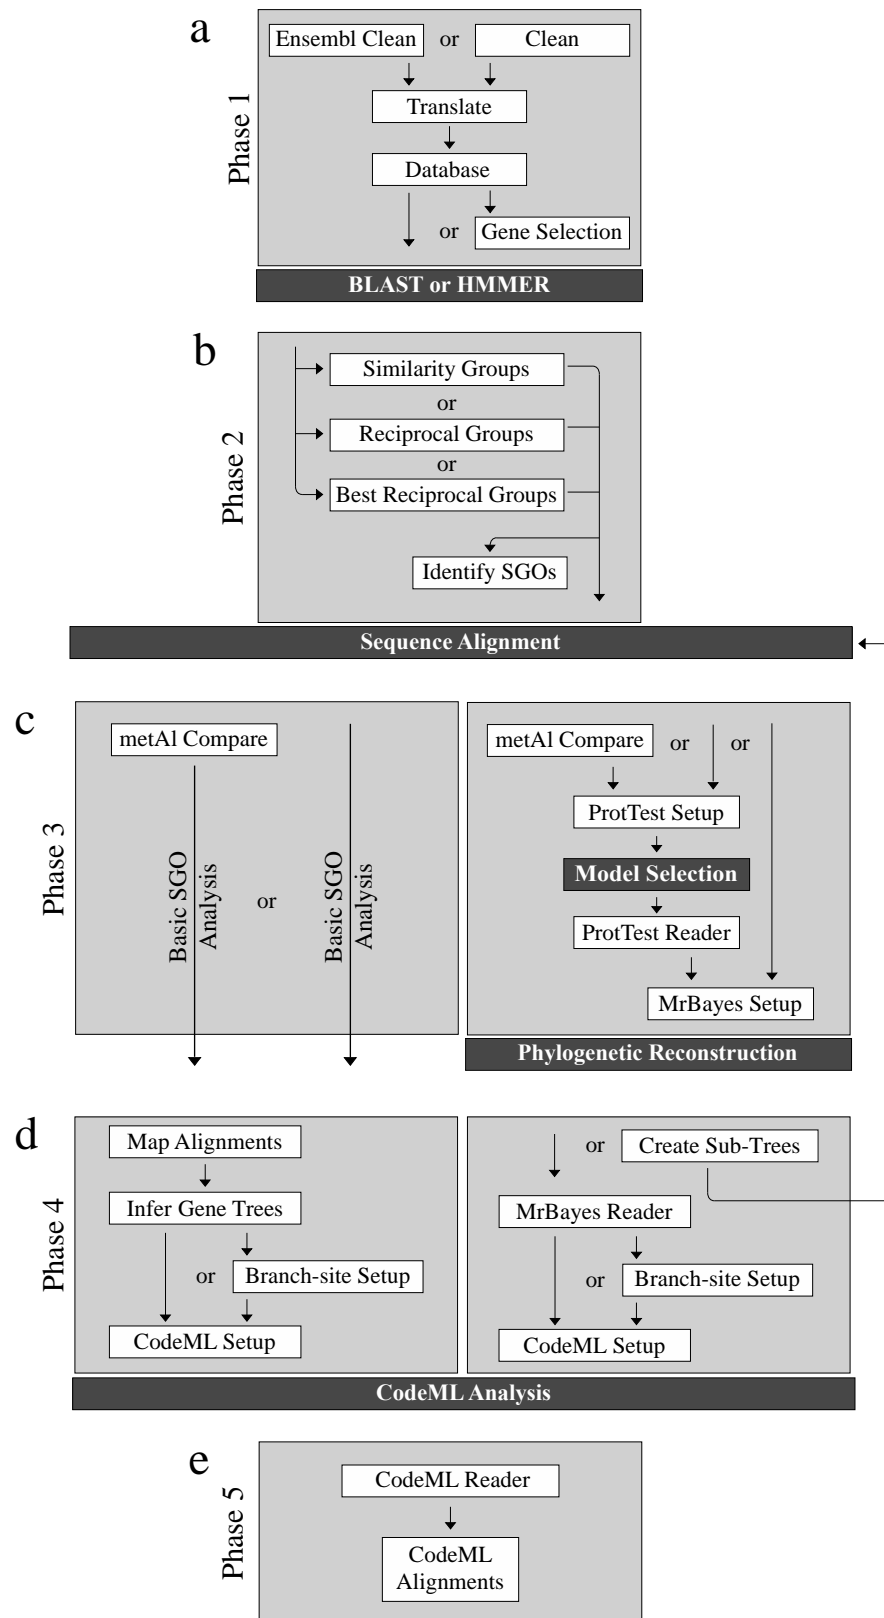 a
Phase 1
Ensembl Clean or Clean
Translate
Database
or Gene Selection
BLAST or HMMER
b
Phase 2
Similarity Groups
or
Reciprocal Groups
or
Best Reciprocal Groups
Identify SGOs
Sequence Alignment
c
Phase 3
metAl Compare
Basic SGO
Analysis
or
Basic SGO
Analysis
metAl Compare or or
ProtTest Setup
Model Selection
ProtTest Reader
MrBayes Setup
Phylogenetic Reconstruction
d
Phase 4
Map Alignments
Infer Gene Trees
or Branch-site Setup
CodeML Setup
or Create Sub-Trees
MrBayes Reader
or Branch-site Setup
CodeML Setup
CodeML Analysis
e
Phase 5
CodeML Reader
CodeML
Alignments